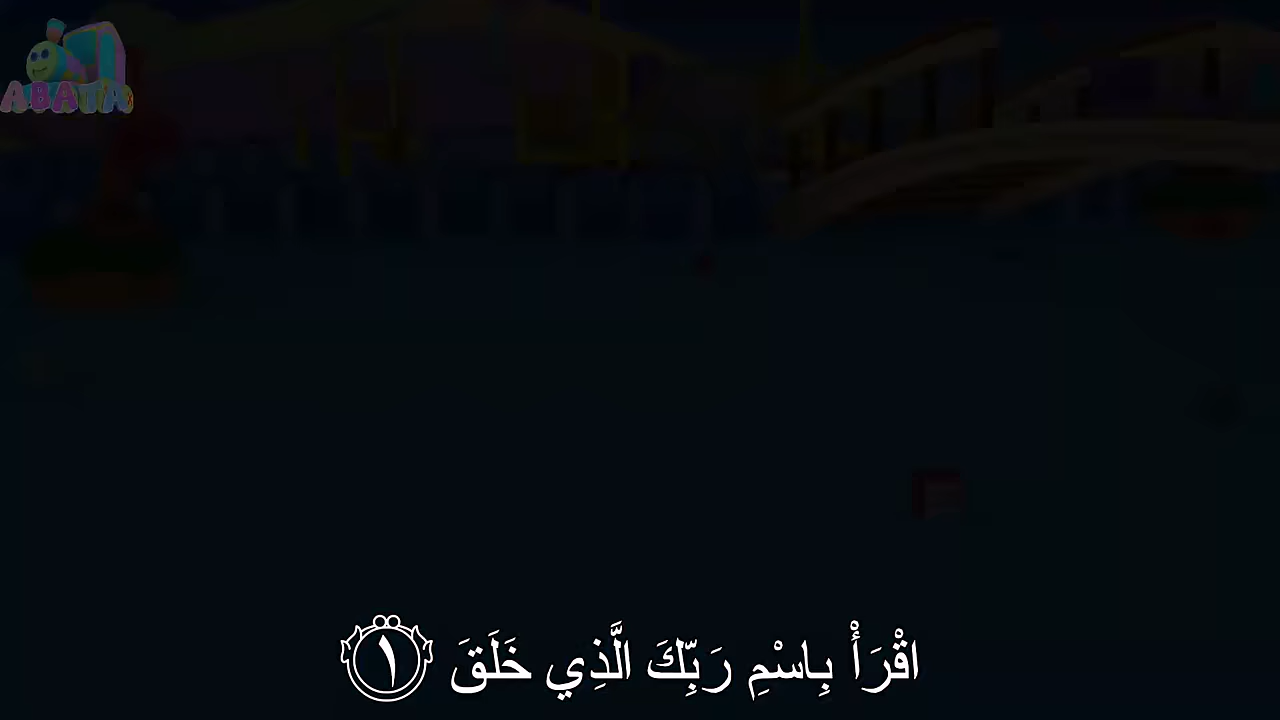 ABATA
اقْرَأْ بِاسْمِ رَبِّكَ الَّذِي خَلَقَ ١